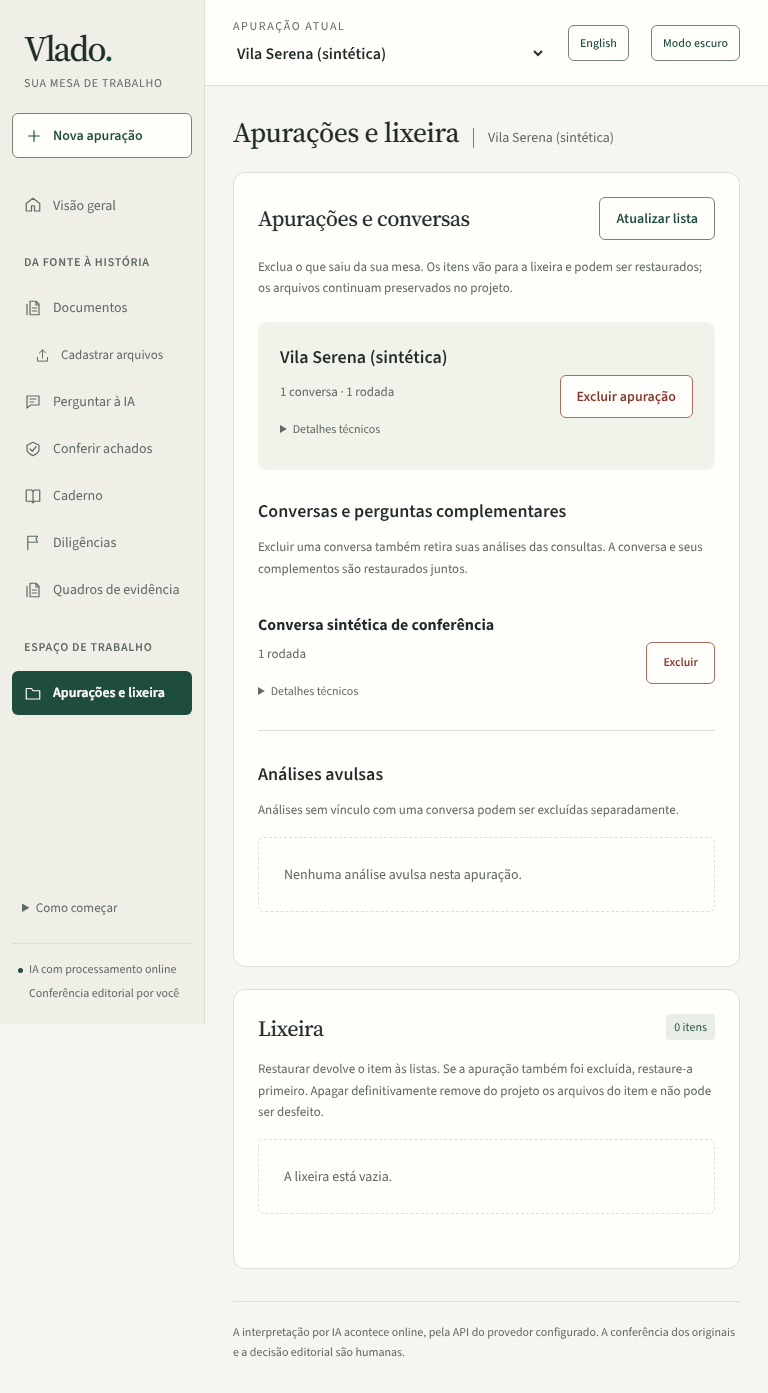 Vlado.
SUA MESA DE TRABALHO
Nova apuração
Visão geral
DA FONTE À HISTÓRIA
Documentos
Cadastrar arquivos
Perguntar à IA
Conferir achados
Caderno
Diligências
Quadros de evidência
ESPAÇO DE TRABALHO
Apurações e lixeira
Como começar
IA com processamento online
Conferência editorial por você
APURAÇÃO ATUAL
Vila Serena (sintética)
English
Modo escuro
Apurações e lixeira
Vila Serena (sintética)
Apurações e conversas
Atualizar lista
Exclua o que saiu da sua mesa. Os itens vão para a lixeira e podem ser restaurados;
os arquivos continuam preservados no projeto.
Vila Serena (sintética)
1 conversa · 1 rodada
Detalhes técnicos
Excluir apuração
Conversas e perguntas complementares
Excluir uma conversa também retira suas análises das consultas. A conversa e seus
complementos são restaurados juntos.
Conversa sintética de conferência
1 rodada
Detalhes técnicos
Excluir
Análises avulsas
Análises sem vínculo com uma conversa podem ser excluídas separadamente.
Nenhuma análise avulsa nesta apuração.
Lixeira
0 itens
Restaurar devolve o item às listas. Se a apuração também foi excluída, restaure-a
primeiro. Apagar definitivamente remove do projeto os arquivos do item e não pode
ser desfeito.
A lixeira está vazia.
A interpretação por IA acontece online, pela API do provedor configurado. A conferência dos originais
e a decisão editorial são humanas.